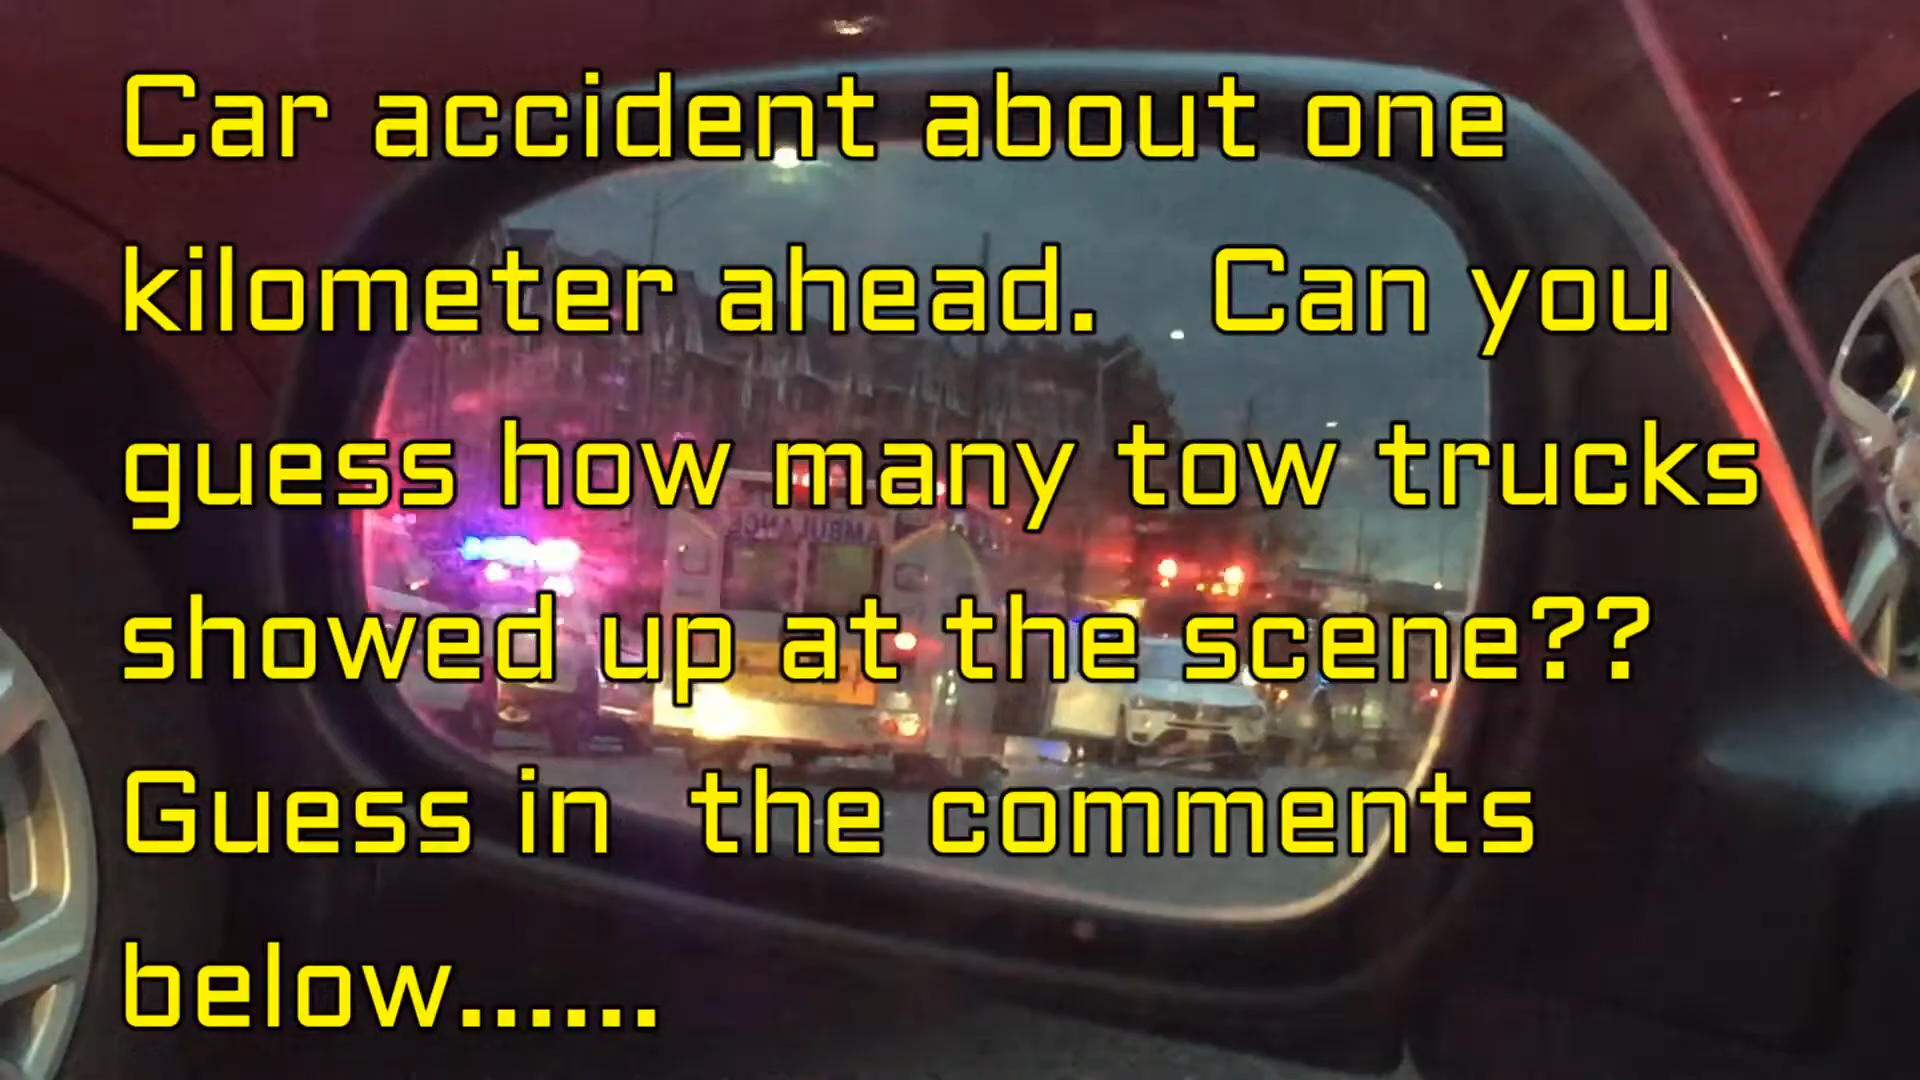 Car accident about one
kilometer ahead.   Can you
guess how many tow trucks
showed up at the scene??
Guess in  the comments
below......
AMBULANCE